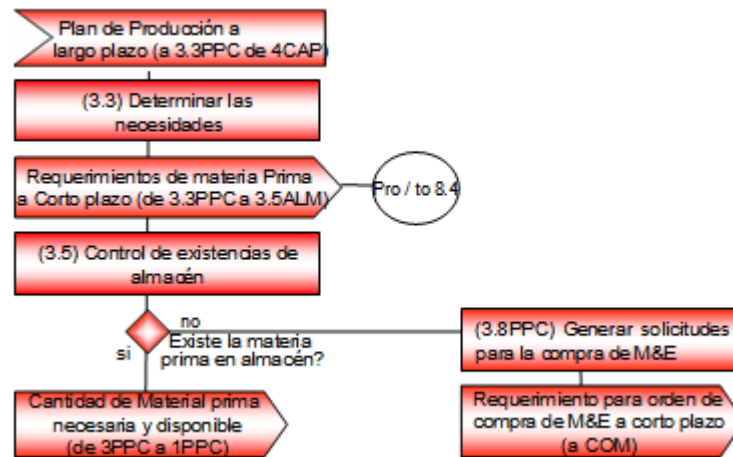 Plan de Producción a
largo plazo (a 3.3PPC de 4CAP)
(3.3) Determinar las
necesidades
Requerimientos de materia Prima
a Corto plazo (de 3.3PPC a 3.5ALM)
Pro / to 8.4
(3.5) Control de existencias de
almacén
no
Existe la materia
prima en almacén?
si
(3.8PPC) Generar solicitudes
para la compra de M&E
Cantidad de Material prima
necesaria y disponible
(de 3PPC a 1PPC)
Requerimiento para orden de
compra de M&E a corto plazo
(a COM)